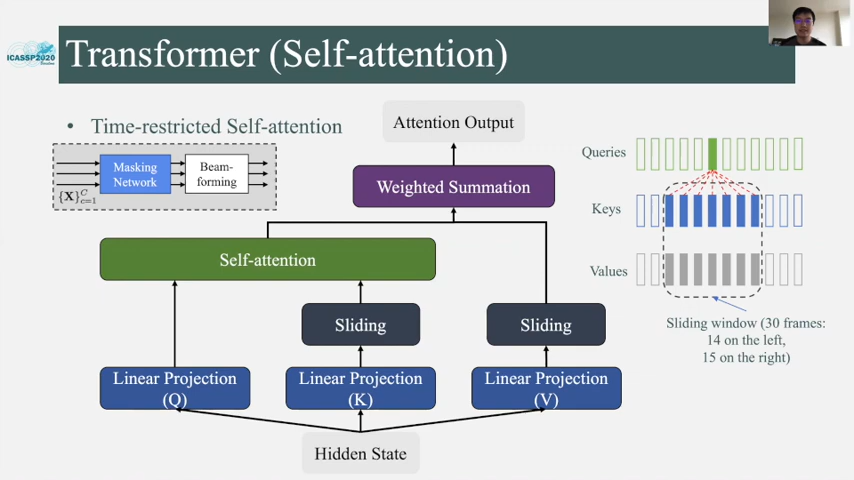 ICASSP2020
Transformer (Self-attention)
• Time-restricted Self-attention
Masking
Network
Beam-
forming
{X}_{c=1}^{C}
Attention Output
Weighted Summation
Self-attention
Sliding
Sliding
Linear Projection
(Q)
Linear Projection
(K)
Linear Projection
(V)
Hidden State
Queries
Keys
Values
Sliding window (30 frames:
14 on the left,
15 on the right)